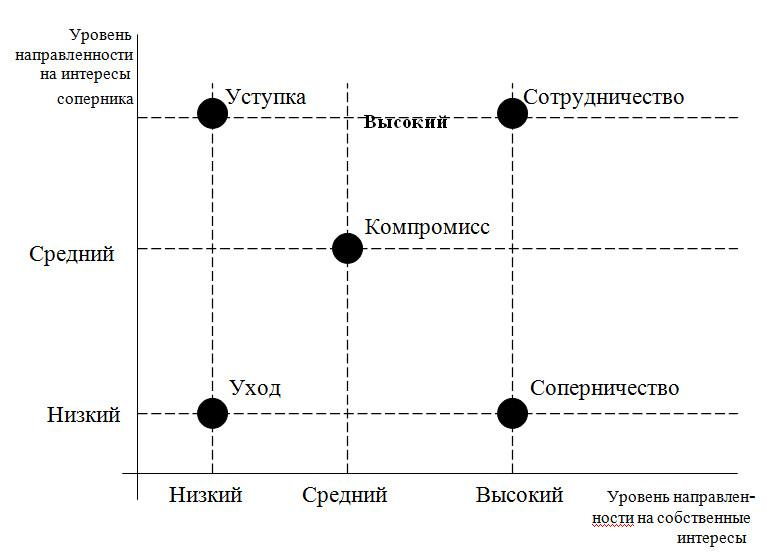 Уровень
направленности
на интересы
соперника
Уступка
Сотрудничество
Высокий
Компромисс
Средний
Уход
Соперничество
Низкий
Низкий
Средний
Высокий
Уровень направлен-
ности на собственные
интересы